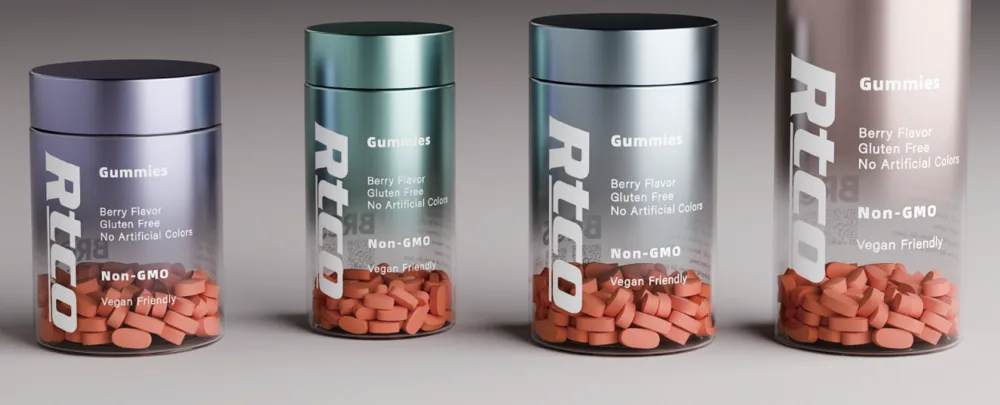 Rtco
Gummies
Berry Flavor
Gluten Free
No Artificial Colors
Non-GMO
Vegan Friendly
Rtco
Gummies
Berry Flavor
Gluten Free
No Artificial Colors
Non-GMO
Vegan Friendly
Rtco
Gummies
Berry Flavor
Gluten Free
No Artificial Colors
Non-GMO
Vegan Friendly
Rtco
Gummies
Berry Flavor
Gluten Free
No Artificial Colors
Non-GMO
Vegan Friendly